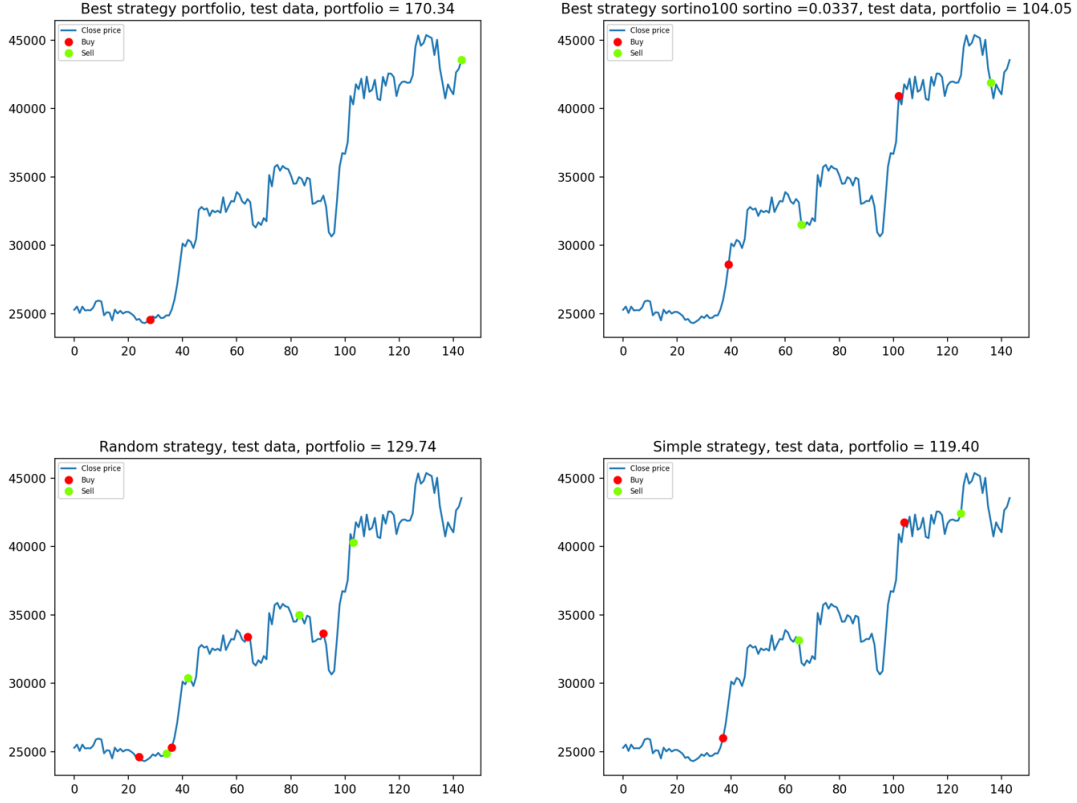 Best strategy portfolio, test data, portfolio = 170.34
Close price
Buy
Sell
45000
40000
35000
30000
25000
0 20 40 60 80 100 120 140
Best strategy sortino100 sortino =0.0337, test data, portfolio = 104.05
Close price
Buy
Sell
45000
40000
35000
30000
25000
0 20 40 60 80 100 120 140
Random strategy, test data, portfolio = 129.74
Close price
Buy
Sell
45000
40000
35000
30000
25000
0 20 40 60 80 100 120 140
Simple strategy, test data, portfolio = 119.40
Close price
Buy
Sell
45000
40000
35000
30000
25000
0 20 40 60 80 100 120 140